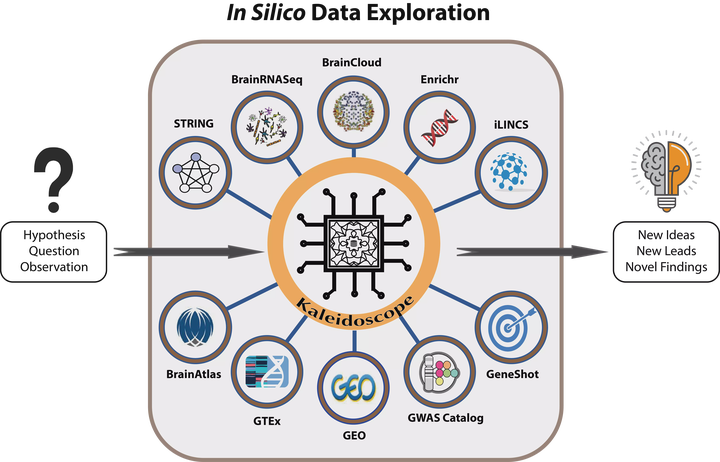 In Silico Data Exploration
BrainCloud
BrainRNASeq
Enrichr
STRING
iLINCS
?
Hypothesis
Question
Observation
New Ideas
New Leads
Novel Findings
Kaleidoscope
BrainAtlas
GeneShot
GTEx
GWAS Catalog
GEO
GEO